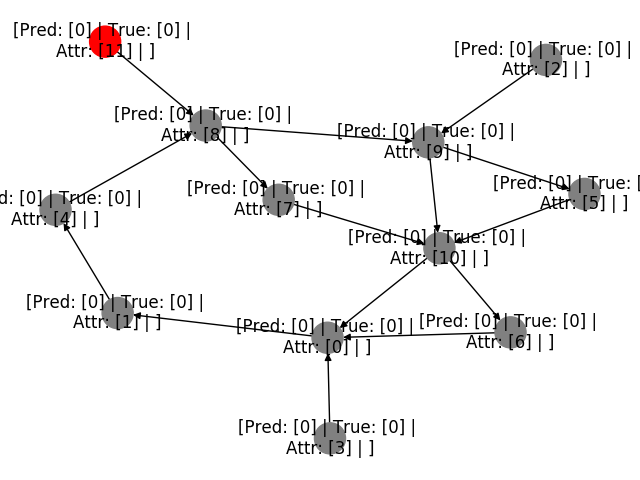 [Pred: [0] | True: [0] |
Attr: [11] | ]
[Pred: [0] | True: [0] |
Attr: [2] | ]
[Pred: [0] | True: [0] |
Attr: [8] | ]
[Pred: [0] | True: [0] |
Attr: [9] | ]
[Pred: [0] | True: [0] |
Attr: [7] | ]
d: [0] | True: [0] |
Attr: [4] | ]
[Pred: [0] | True: [
Attr: [5] | ]
[Pred: [0] | True: [0] |
Attr: [10] | ]
[Pred: [0] | True: [0] |
Attr: [1] | ]
[Pred: [0] | True: [0] |
Attr: [0] | ]
[Pred: [0] | True: [0] |
Attr: [6] | ]
[Pred: [0] | True: [0] |
Attr: [3] | ]